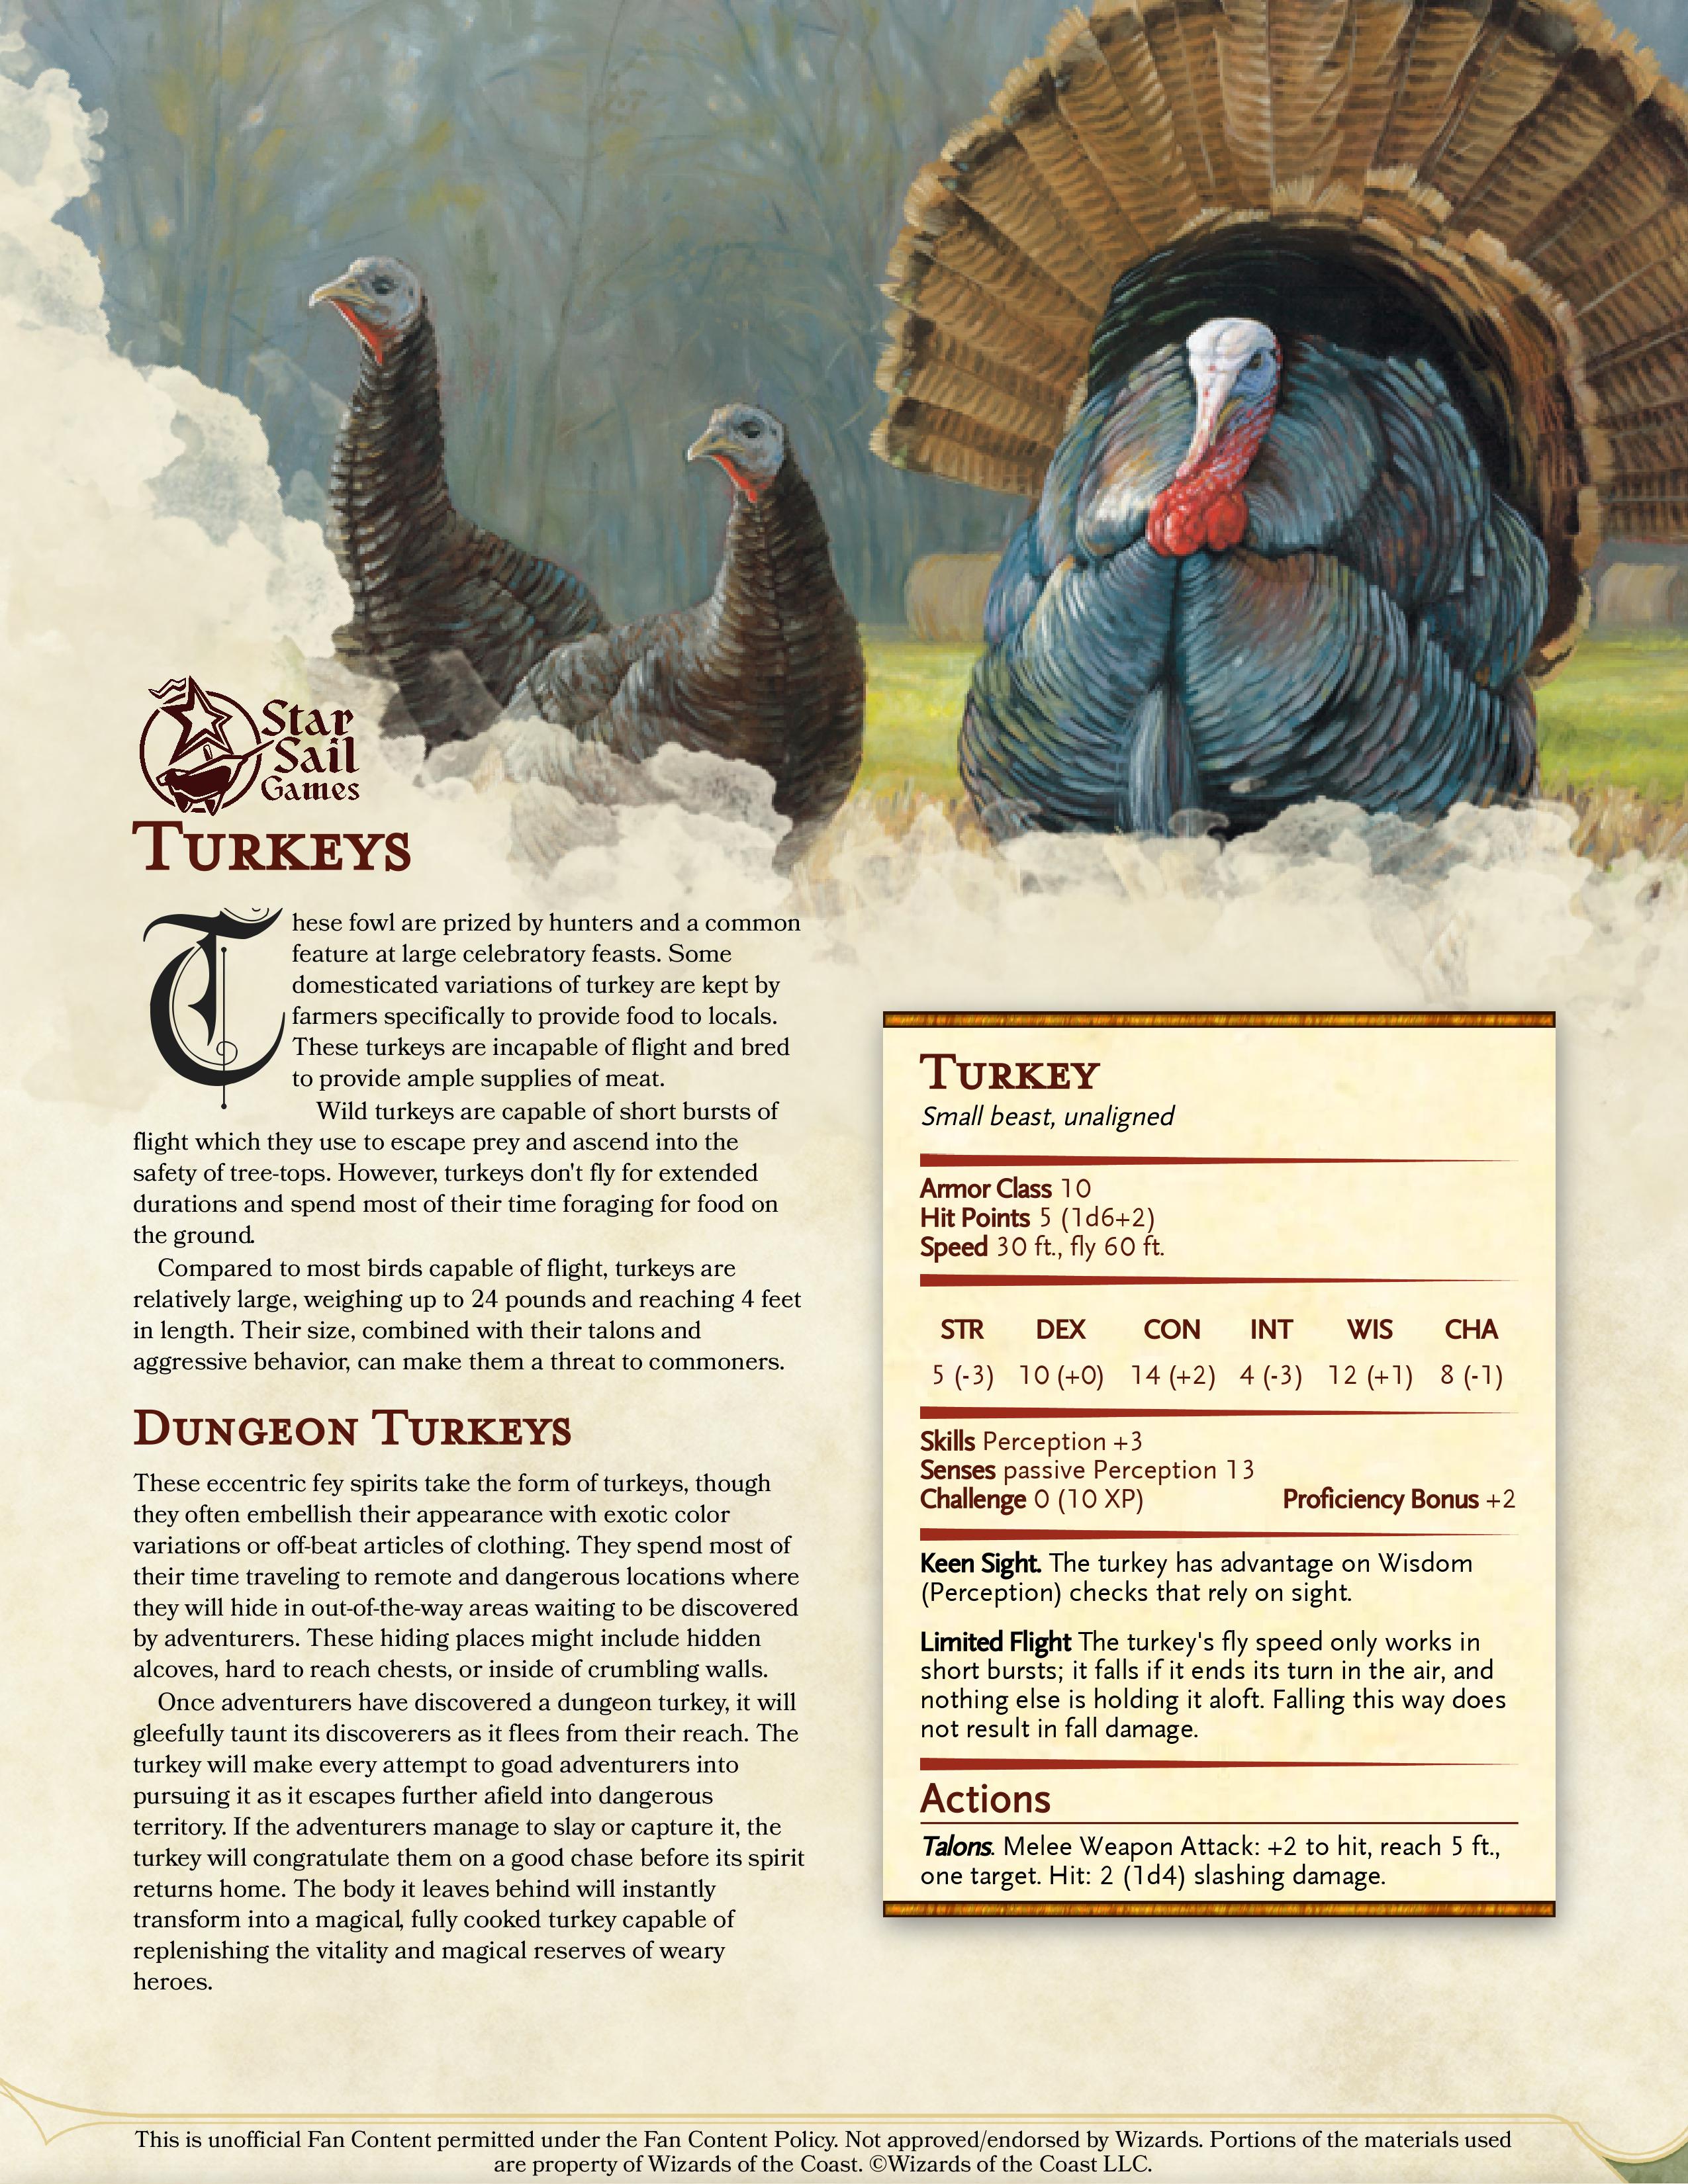 Star
Sail
Games
Turkeys
These fowl are prized by hunters and a common
feature at large celebratory feasts. Some
domesticated variations of turkey are kept by
farmers specifically to provide food to locals.
These turkeys are incapable of flight and bred
to provide ample supplies of meat.
Wild turkeys are capable of short bursts of
flight which they use to escape prey and ascend into the
safety of tree-tops. However, turkeys don't fly for extended
durations and spend most of their time foraging for food on
the ground.
Compared to most birds capable of flight, turkeys are
relatively large, weighing up to 24 pounds and reaching 4 feet
in length. Their size, combined with their talons and
aggressive behavior, can make them a threat to commoners.
Dungeon Turkeys
These eccentric fey spirits take the form of turkeys, though
they often embellish their appearance with exotic color
variations or off-beat articles of clothing. They spend most of
their time traveling to remote and dangerous locations where
they will hide in out-of-the-way areas waiting to be discovered
by adventurers. These hiding places might include hidden
alcoves, hard to reach chests, or inside of crumbling walls.
Once adventurers have discovered a dungeon turkey, it will
gleefully taunt its discoverers as it flees from their reach. The
turkey will make every attempt to goad adventurers into
pursuing it as it escapes further afield into dangerous
territory. If the adventurers manage to slay or capture it, the
turkey will congratulate them on a good chase before its spirit
returns home. The body it leaves behind will instantly
transform into a magical, fully cooked turkey capable of
replenishing the vitality and magical reserves of weary
heroes.
Turkey
Small beast, unaligned
Armor Class 10
Hit Points 5 (1d6+2)
Speed 30 ft., fly 60 ft.
STR DEX CON INT WIS CHA
5 (-3) 10 (+0) 14 (+2) 4 (-3) 12 (+1) 8 (-1)
Skills Perception +3
Senses passive Perception 13
Challenge 0 (10 XP) Proficiency Bonus +2
Keen Sight. The turkey has advantage on Wisdom
(Perception) checks that rely on sight.
Limited Flight The turkey's fly speed only works in
short bursts; it falls if it ends its turn in the air, and
nothing else is holding it aloft. Falling this way does
not result in fall damage.
Actions
Talons. Melee Weapon Attack: +2 to hit, reach 5 ft.,
one target. Hit: 2 (1d4) slashing damage.
This is unofficial Fan Content permitted under the Fan Content Policy. Not approved/endorsed by Wizards. Portions of the materials used
are property of Wizards of the Coast. ©Wizards of the Coast LLC.